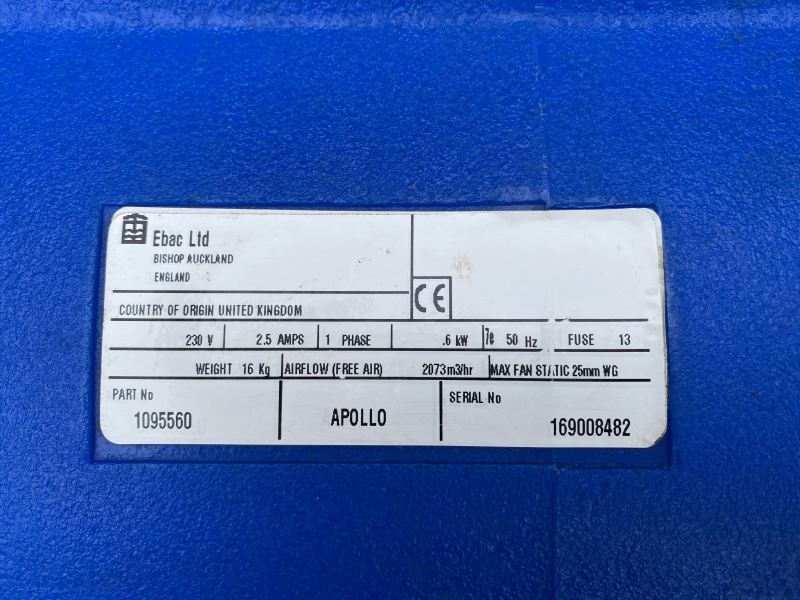 Ebac Ltd
BISHOP AUCKLAND
ENGLAND
CE
COUNTRY OF ORIGIN UNITED KINGDOM
230 V 2.5 AMPS 1 PHASE .6 kW 50 Hz FUSE 13
WEIGHT 16 Kg AIRFLOW (FREE AIR) 2073m3/hr MAX FAN STATIC 25mm WG
PART No APOLLO SERIAL No
1095560 169008482